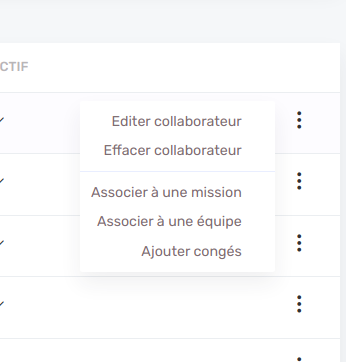 CTIF
Editer collaborateur
Effacer collaborateur
Associer à une mission
Associer à une équipe
Ajouter congés